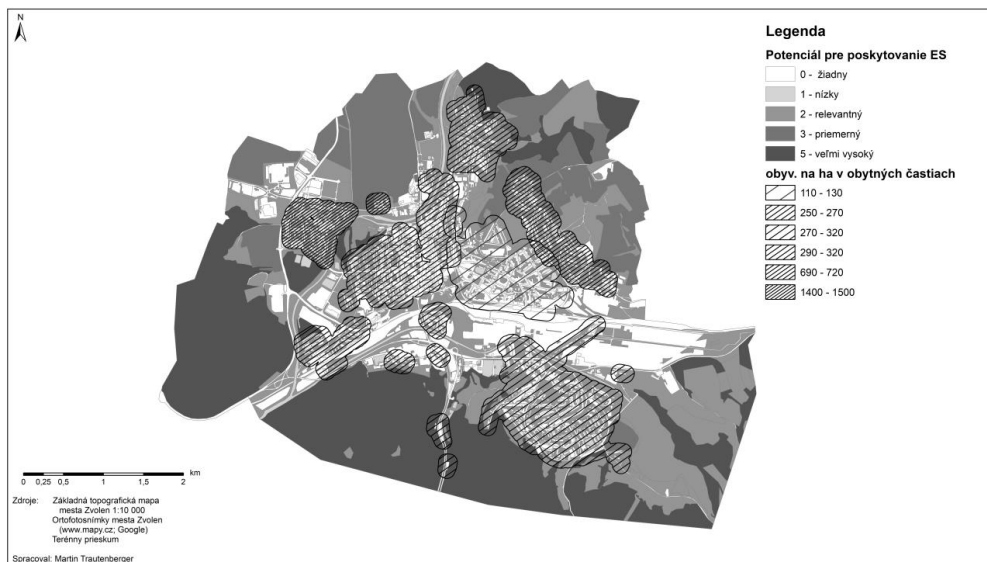 N
Legenda
Potenciál pre poskytovanie ES
0 - žiadny
1 - nízky
2 - relevantný
3 - priemerný
5 - veľmi vysoký
obyv. na ha v obytných častiach
110 - 130
250 - 270
270 - 320
290 - 320
690 - 720
1400 - 1500
km
0 0,25 0,5 1 1,5 2
Zdroje: Základná topografická mapa
mesta Zvolen 1:10 000
Ortofotosnímky mesta Zvolen
(www.mapy.cz; Google)
Terénny prieskum
Spracoval: Martin Trautenberger